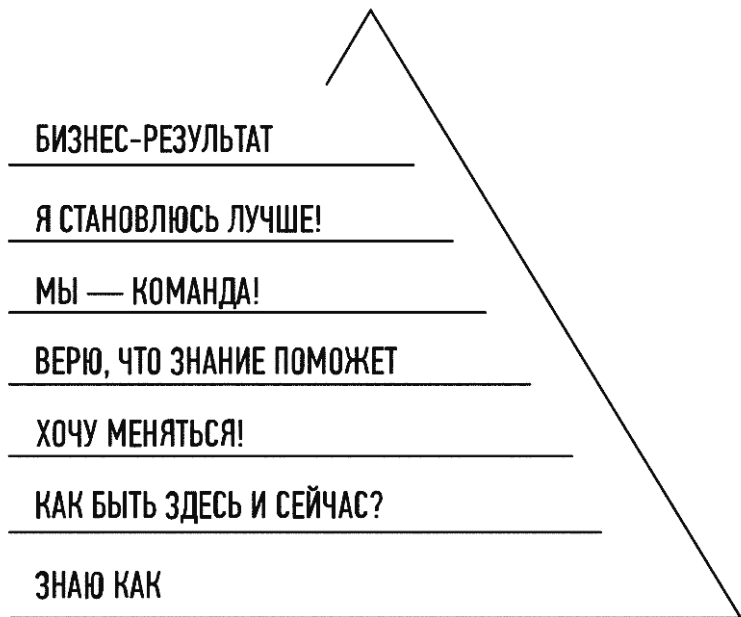 БИЗНЕС-РЕЗУЛЬТАТ
Я СТАНОВЛЮСЬ ЛУЧШЕ!
МЫ — КОМАНДА!
ВЕРЮ, ЧТО ЗНАНИЕ ПОМОЖЕТ
ХОЧУ МЕНЯТЬСЯ!
КАК БЫТЬ ЗДЕСЬ И СЕЙЧАС?
ЗНАЮ КАК